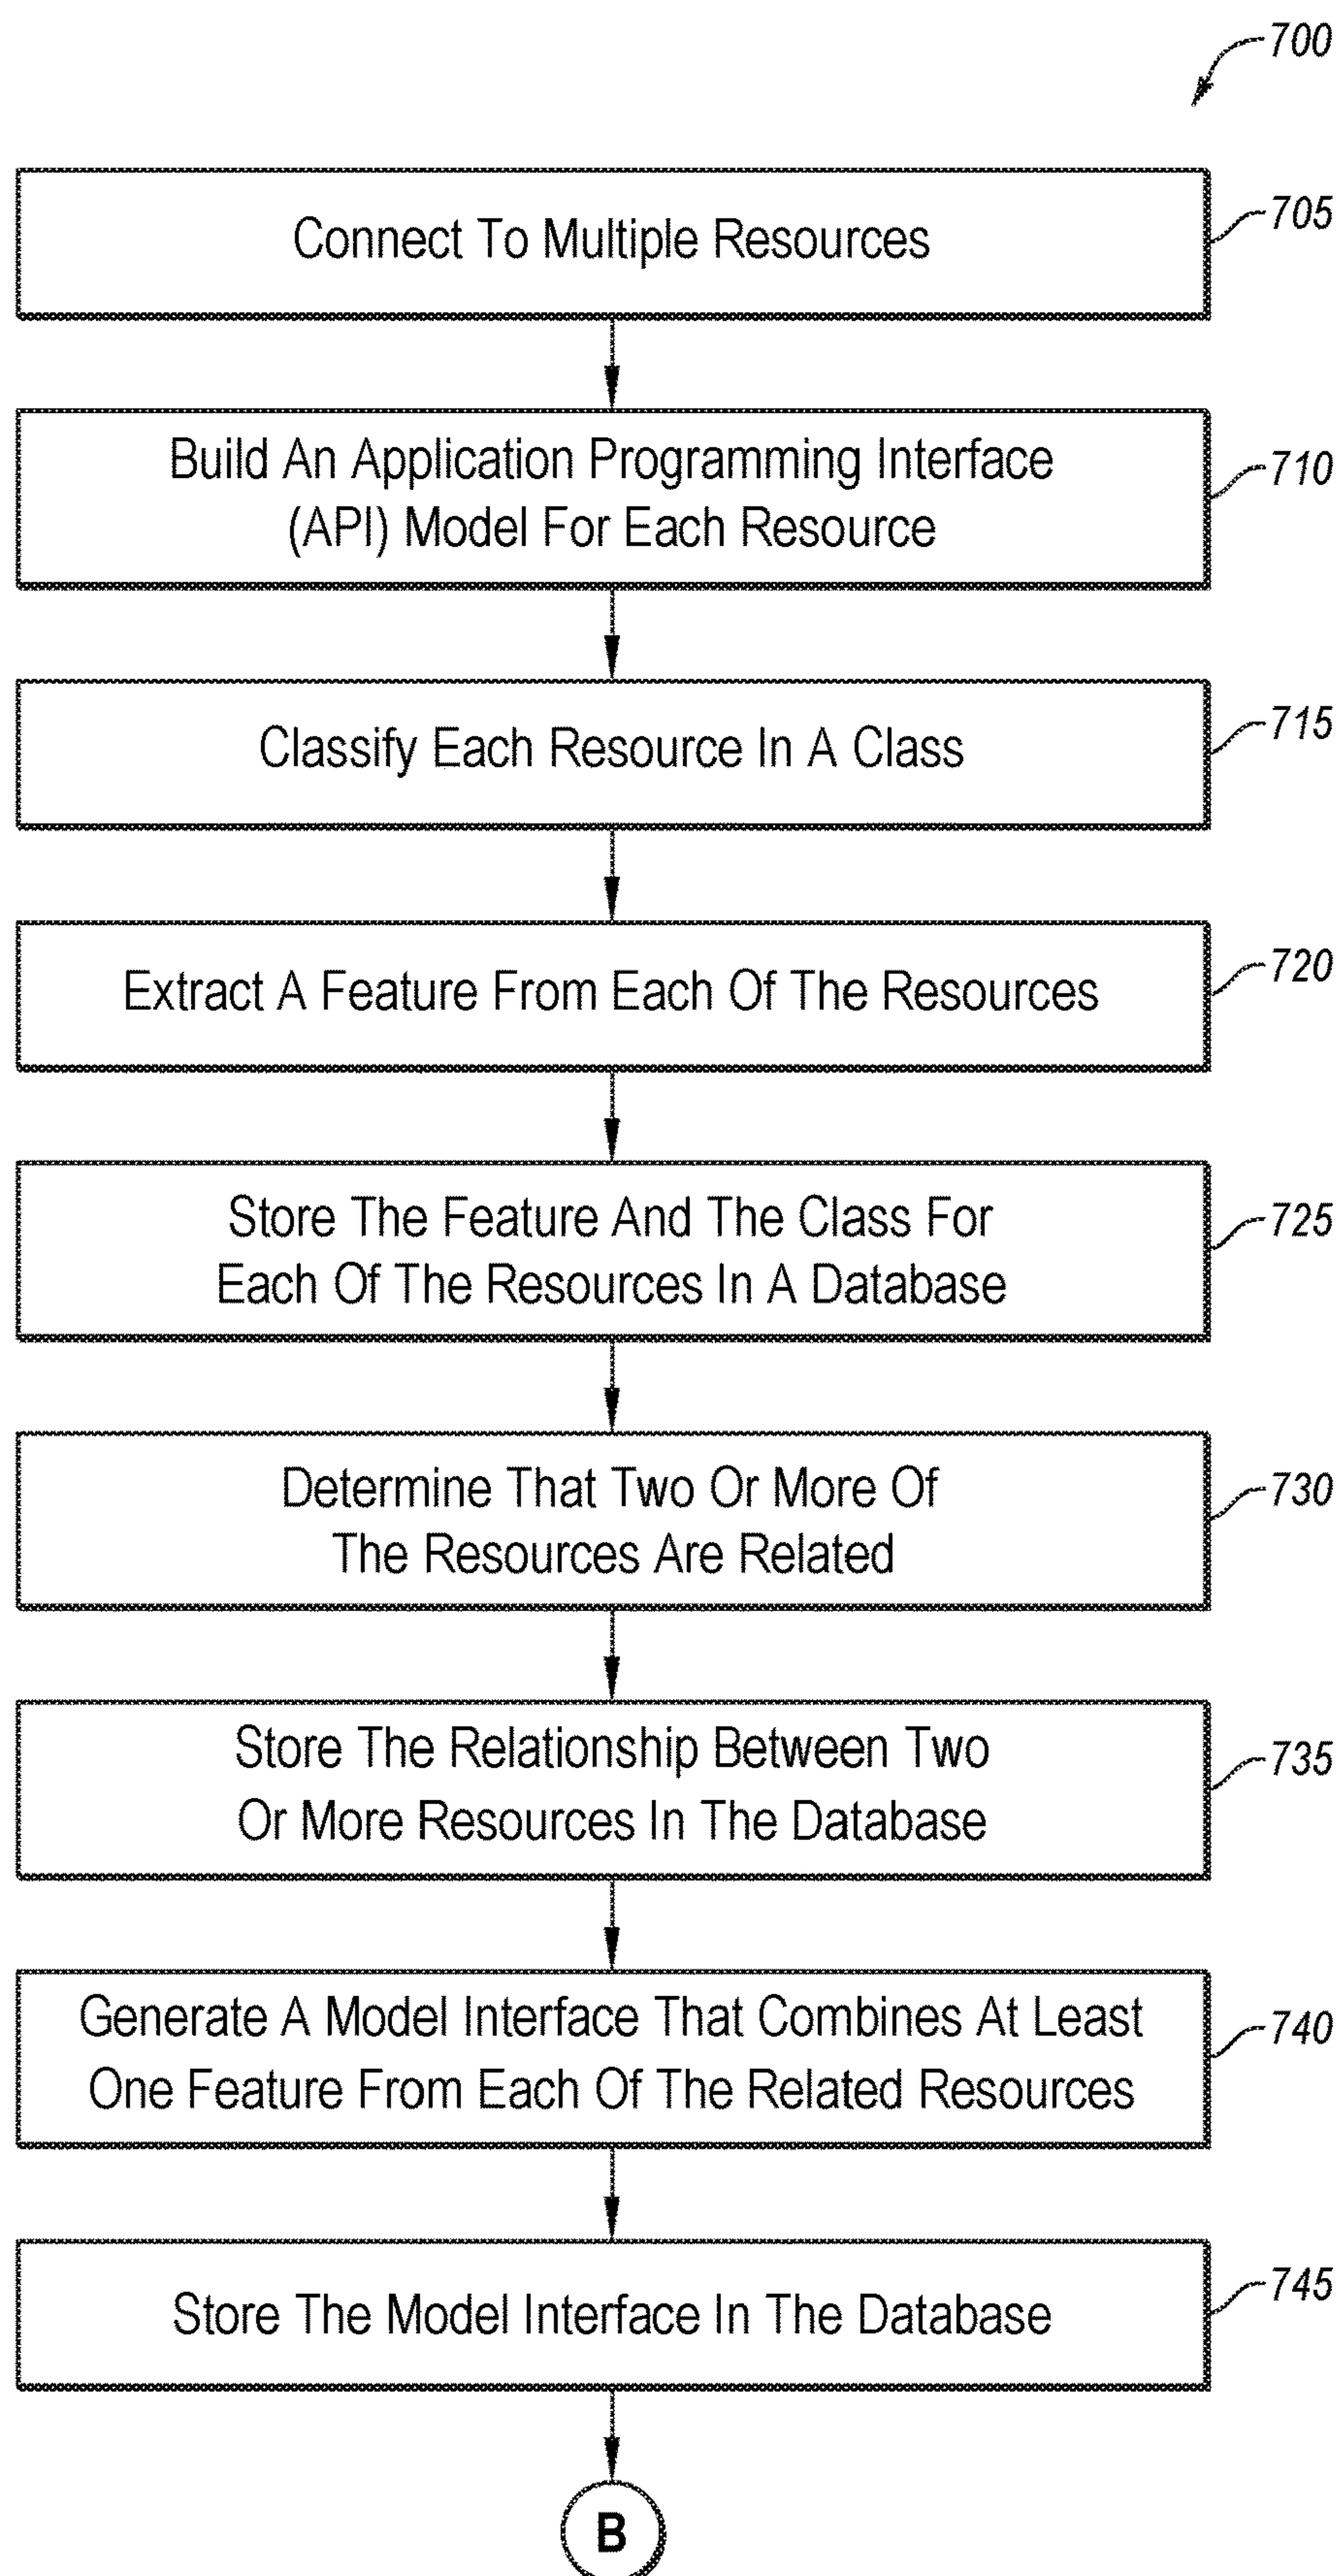 700
Connect To Multiple Resources
705
Build An Application Programming Interface
(API) Model For Each Resource
710
Classify Each Resource In A Class
715
Extract A Feature From Each Of The Resources
720
Store The Feature And The Class For
Each Of The Resources In A Database
725
Determine That Two Or More Of
The Resources Are Related
730
Store The Relationship Between Two
Or More Resources In The Database
735
Generate A Model Interface That Combines At Least
One Feature From Each Of The Related Resources
740
Store The Model Interface In The Database
745
B